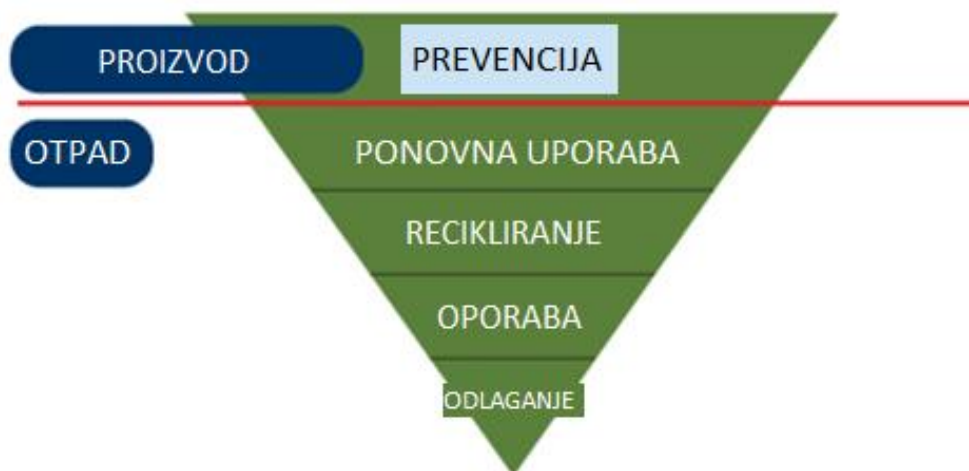 PROIZVOD
PREVENCIJA
OTPAD
PONOVNA UPORABA
RECIKLIRANJE
OPORABA
ODLAGANJE